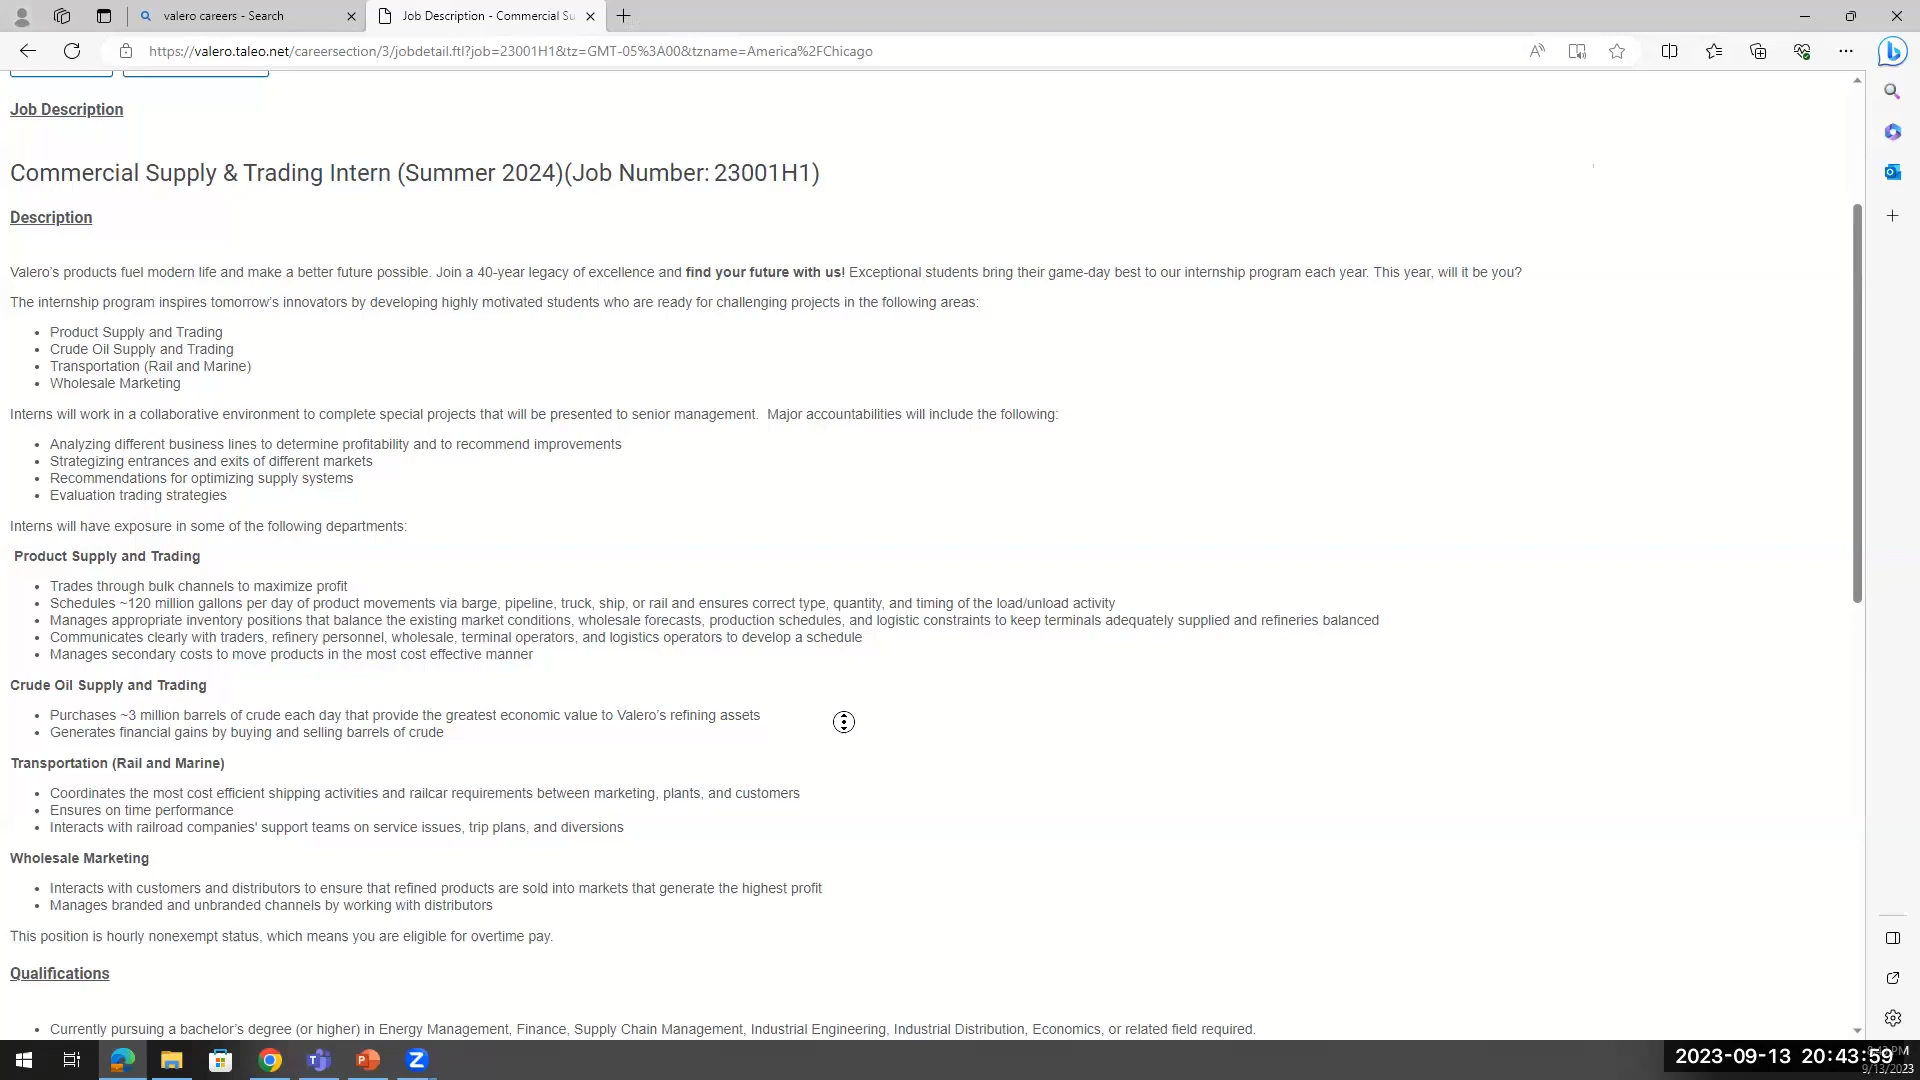 valero careers - Search
Job Description - Commercial Su
https://valero.taleo.net/careersection/3/jobdetail.ftl?job=23001H1&tz=GMT-05%3A00&tzname=America%2FChicago
Job Description
Commercial Supply & Trading Intern (Summer 2024)(Job Number: 23001H1)
Description
Valero's products fuel modern life and make a better future possible. Join a 40-year legacy of excellence and find your future with us! Exceptional students bring their game-day best to our internship program each year. This year, will it be you?
The internship program inspires tomorrow's innovators by developing highly motivated students who are ready for challenging projects in the following areas:
• Product Supply and Trading
• Crude Oil Supply and Trading
• Transportation (Rail and Marine)
• Wholesale Marketing
Interns will work in a collaborative environment to complete special projects that will be presented to senior management.  Major accountabilities will include the following:
• Analyzing different business lines to determine profitability and to recommend improvements
• Strategizing entrances and exits of different markets
• Recommendations for optimizing supply systems
• Evaluation trading strategies
Interns will have exposure in some of the following departments:
Product Supply and Trading
• Trades through bulk channels to maximize profit
• Schedules ~120 million gallons per day of product movements via barge, pipeline, truck, ship, or rail and ensures correct type, quantity, and timing of the load/unload activity
• Manages appropriate inventory positions that balance the existing market conditions, wholesale forecasts, production schedules, and logistic constraints to keep terminals adequately supplied and refineries balanced
• Communicates clearly with traders, refinery personnel, wholesale, terminal operators, and logistics operators to develop a schedule
• Manages secondary costs to move products in the most cost effective manner
Crude Oil Supply and Trading
• Purchases ~3 million barrels of crude each day that provide the greatest economic value to Valero's refining assets
• Generates financial gains by buying and selling barrels of crude
Transportation (Rail and Marine)
• Coordinates the most cost efficient shipping activities and railcar requirements between marketing, plants, and customers
• Ensures on time performance
• Interacts with railroad companies' support teams on service issues, trip plans, and diversions
Wholesale Marketing
• Interacts with customers and distributors to ensure that refined products are sold into markets that generate the highest profit
• Manages branded and unbranded channels by working with distributors
This position is hourly nonexempt status, which means you are eligible for overtime pay.
Qualifications
• Currently pursuing a bachelor's degree (or higher) in Energy Management, Finance, Supply Chain Management, Industrial Engineering, Industrial Distribution, Economics, or related field required.
2023-09-13 20:43:59
9/13/2023